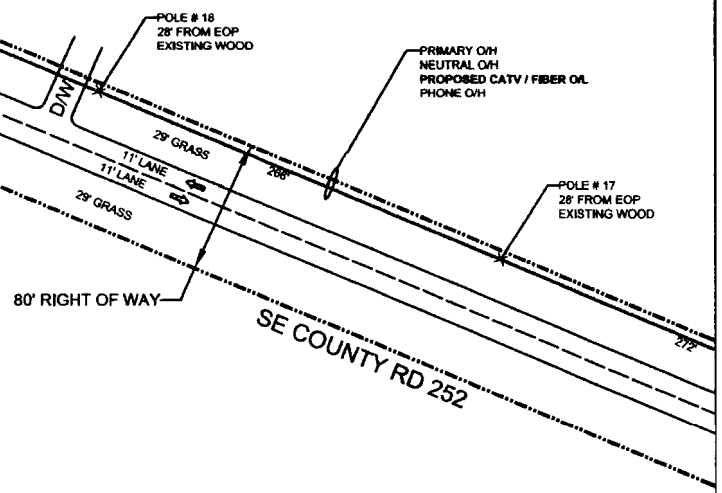 POLE # 18
28' FROM EOP
EXISTING WOOD
PRIMARY O/H
NEUTRAL O/H
PROPOSED CATV / FIBER O/L
PHONE O/H
D/W
29' GRASS
11' LANE
11' LANE
29' GRASS
POLE # 17
28' FROM EOP
EXISTING WOOD
80' RIGHT OF WAY
SE COUNTY RD 252
272'